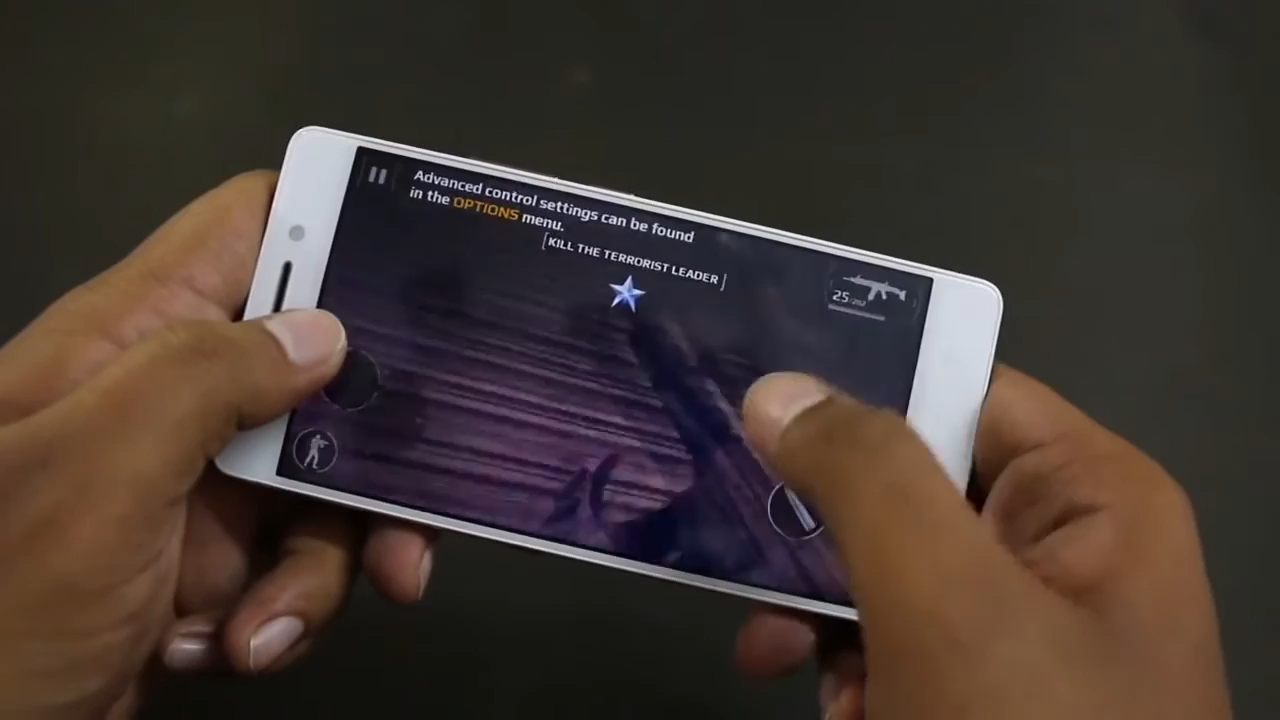 Advanced control settings can be found
in the OPTIONS menu.
[KILL THE TERRORIST LEADER]
25/202